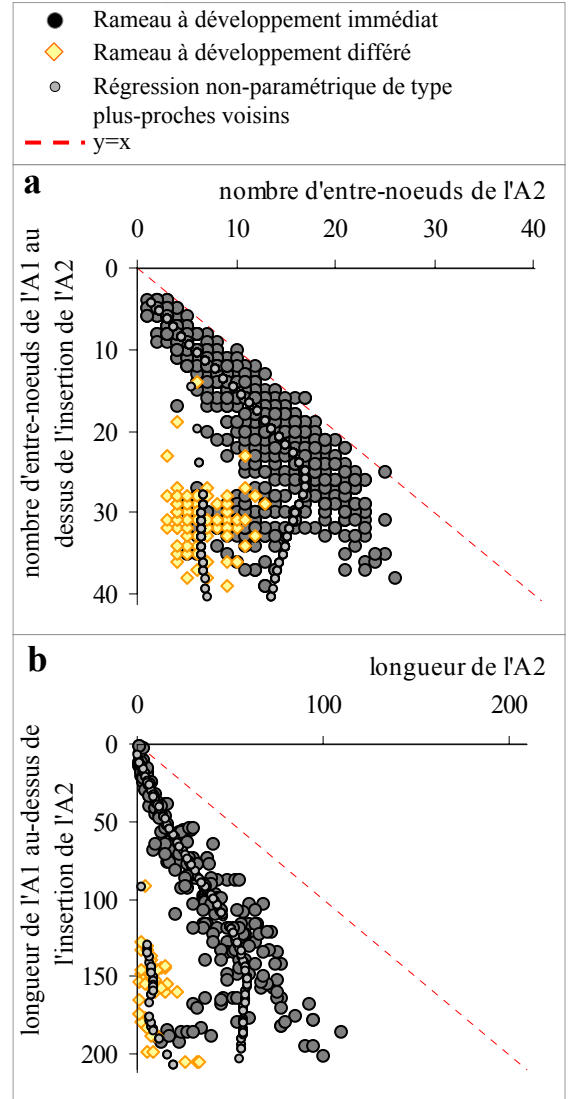 Rameau à développement immédiat
Rameau à développement différé
Régression non-paramétrique de type
plus-proches voisins
y=x
a
nombre d'entre-noeuds de l'A2
0 10 20 30 40
nombre d'entre-noeuds de l'A1 au
dessus de l'insertion de l'A2
0
10
20
30
40
b
longueur de l'A2
0 100 200
longueur de l'A1 au-dessus de
l'insertion de l'A2
0
50
100
150
200